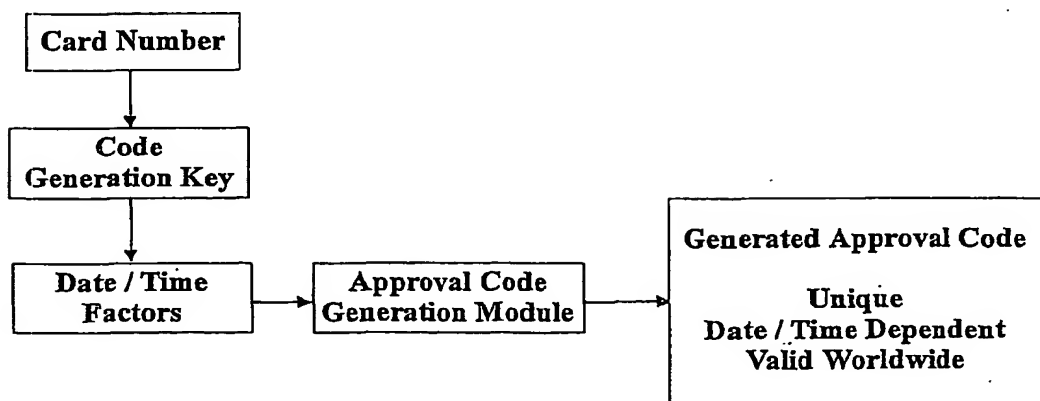 Card Number
Code
Generation Key
Date / Time
Factors
Approval Code
Generation Module
Generated Approval Code
Unique
Date / Time Dependent
Valid Worldwide